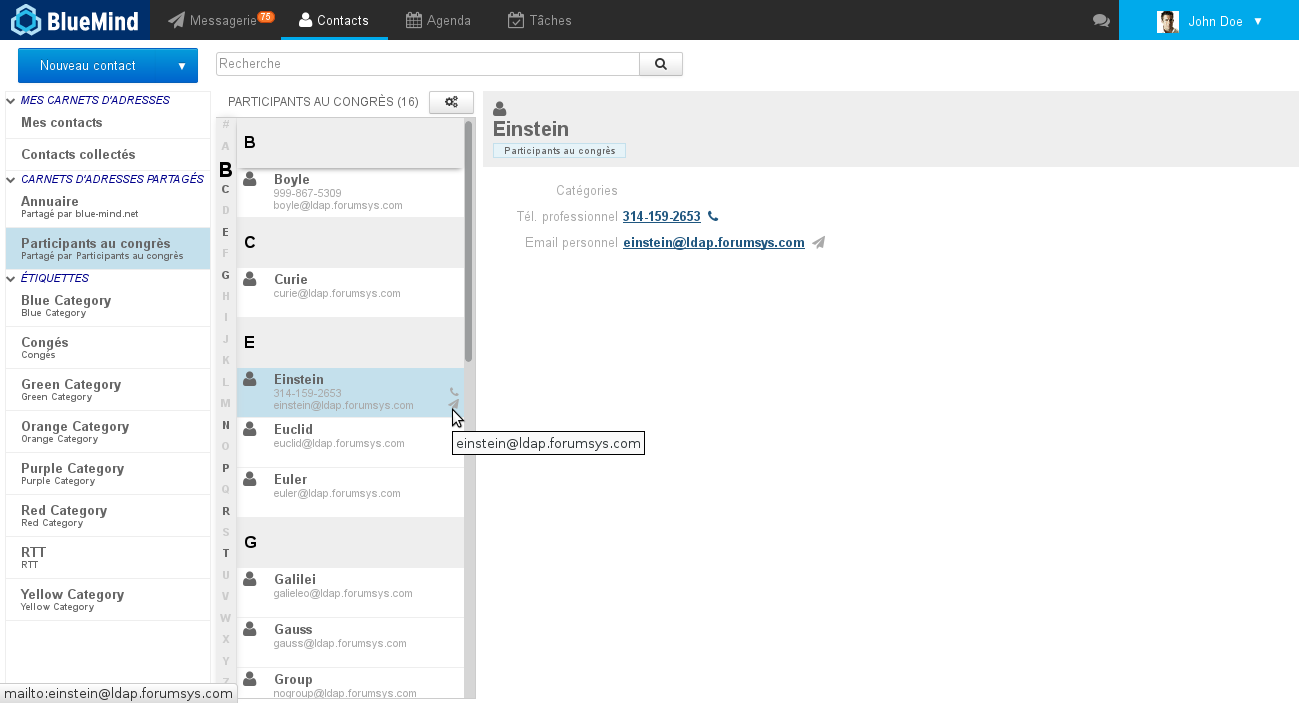 BlueMind
Messagerie 75
Contacts
Agenda
Tâches
John Doe ▼
Nouveau contact ▼
Recherche
MES CARNETS D'ADRESSES
Mes contacts
Contacts collectés
CARNETS D'ADRESSES PARTAGÉS
Annuaire
Partagé par blue-mind.net
Participants au congrès
Partagé par Participants au congrès
ÉTIQUETTES
Blue Category
Blue Category
Congés
Congés
Green Category
Green Category
Orange Category
Orange Category
Purple Category
Purple Category
Red Category
Red Category
RTT
RTT
Yellow Category
Yellow Category
PARTICIPANTS AU CONGRÈS (16)
#
A
B
C
D
E
F
G
H
I
J
K
L
M
N
O
P
Q
R
S
T
U
V
W
X
Y
Z
B
Boyle
999-867-5309
boyle@ldap.forumsys.com
C
Curie
curie@ldap.forumsys.com
E
Einstein
314-159-2653
einstein@ldap.forumsys.com
Euclid
euclid@ldap.forumsys.com
Euler
euler@ldap.forumsys.com
G
Galilei
galieleo@ldap.forumsys.com
Gauss
gauss@ldap.forumsys.com
Group
nogroup@ldap.forumsys.com
einstein@ldap.forumsys.com
Einstein
Participants au congrès
Catégories
Tél. professionnel 314-159-2653
Email personnel einstein@ldap.forumsys.com
mailto:einstein@ldap.forumsys.com